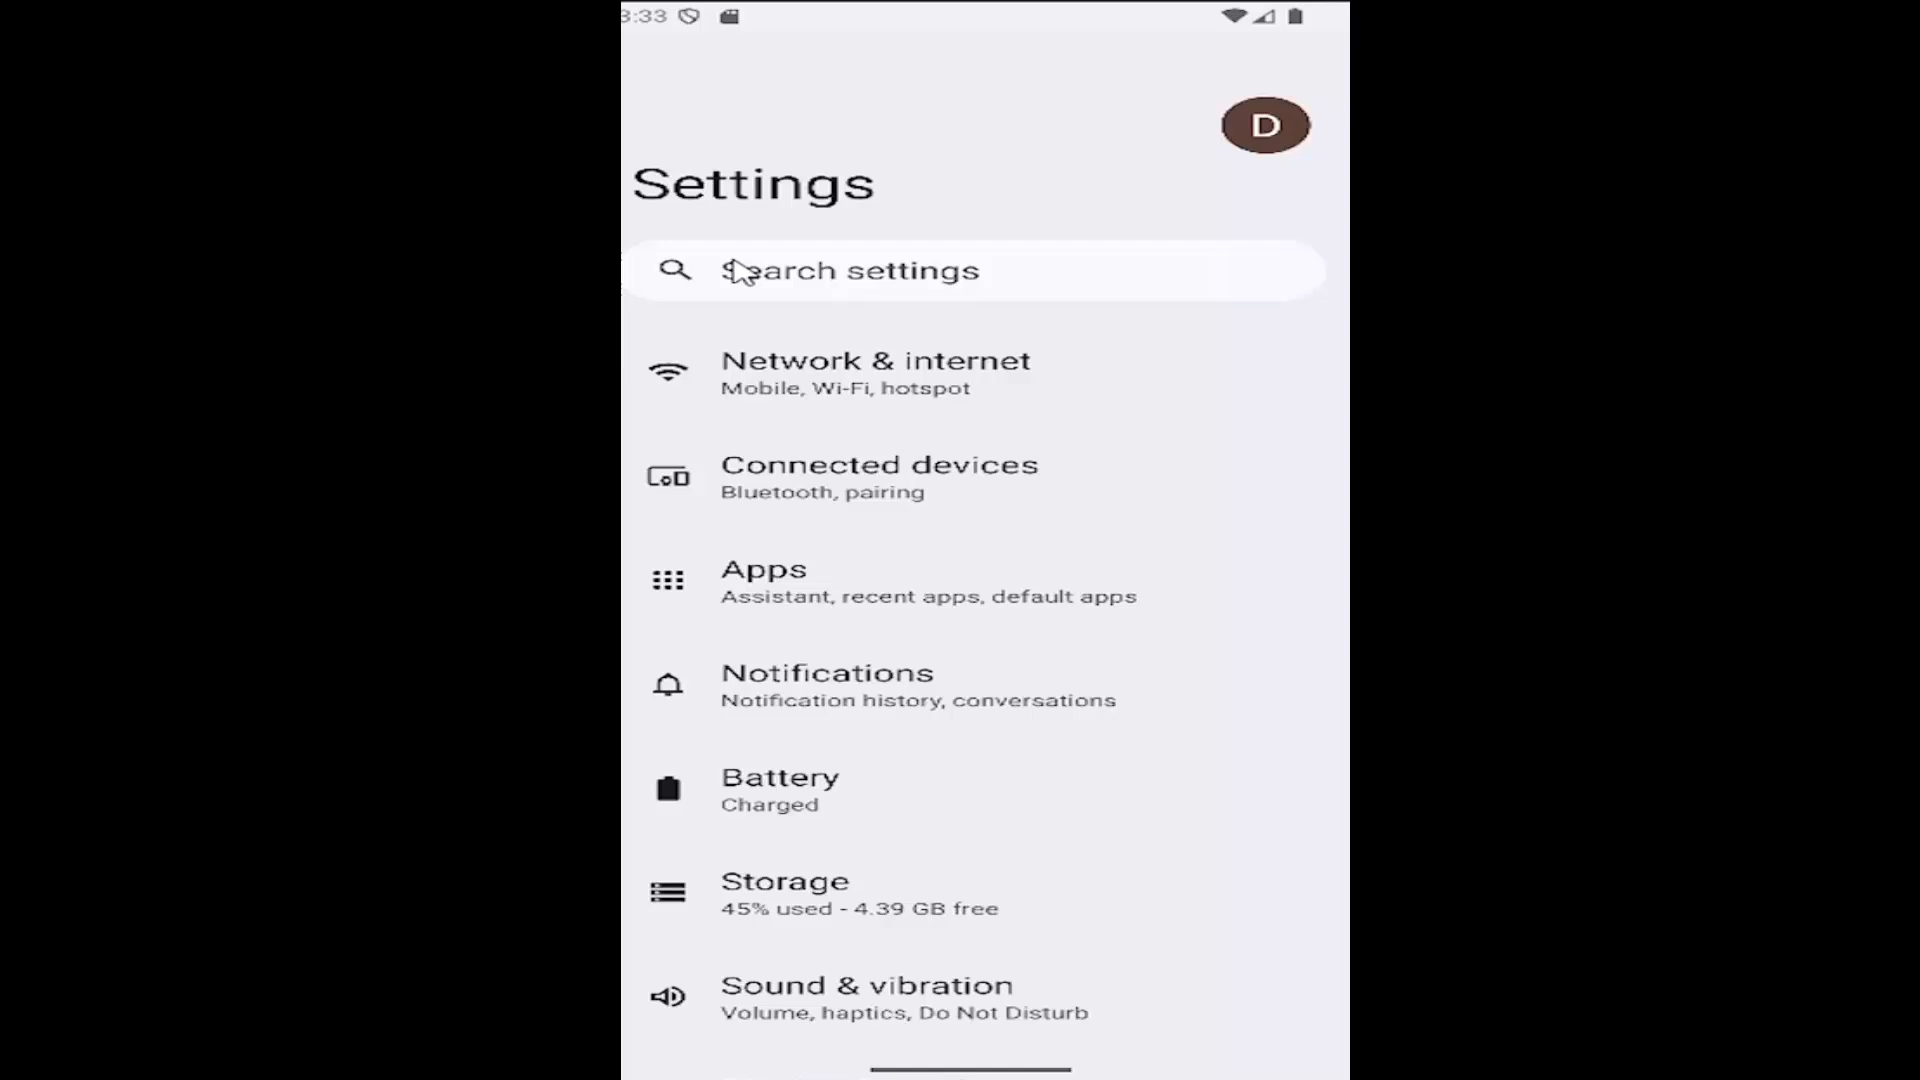 3:33
D
Settings
Search settings
Network & internet
Mobile, Wi-Fi, hotspot
Connected devices
Bluetooth, pairing
Apps
Assistant, recent apps, default apps
Notifications
Notification history, conversations
Battery
Charged
Storage
45% used - 4.39 GB free
Sound & vibration
Volume, haptics, Do Not Disturb